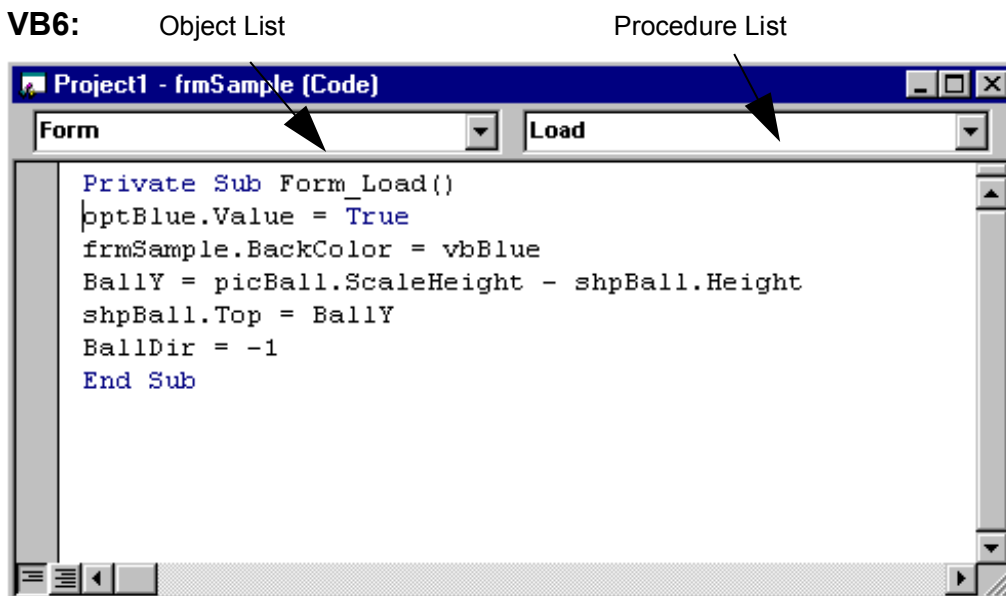 VB6: Object List Procedure List
Project1 - frmSample (Code)
Form Load
Private Sub Form_Load()
optBlue.Value = True
frmSample.BackColor = vbBlue
BallY = picBall.ScaleHeight - shpBall.Height
shpBall.Top = BallY
BallDir = -1
End Sub